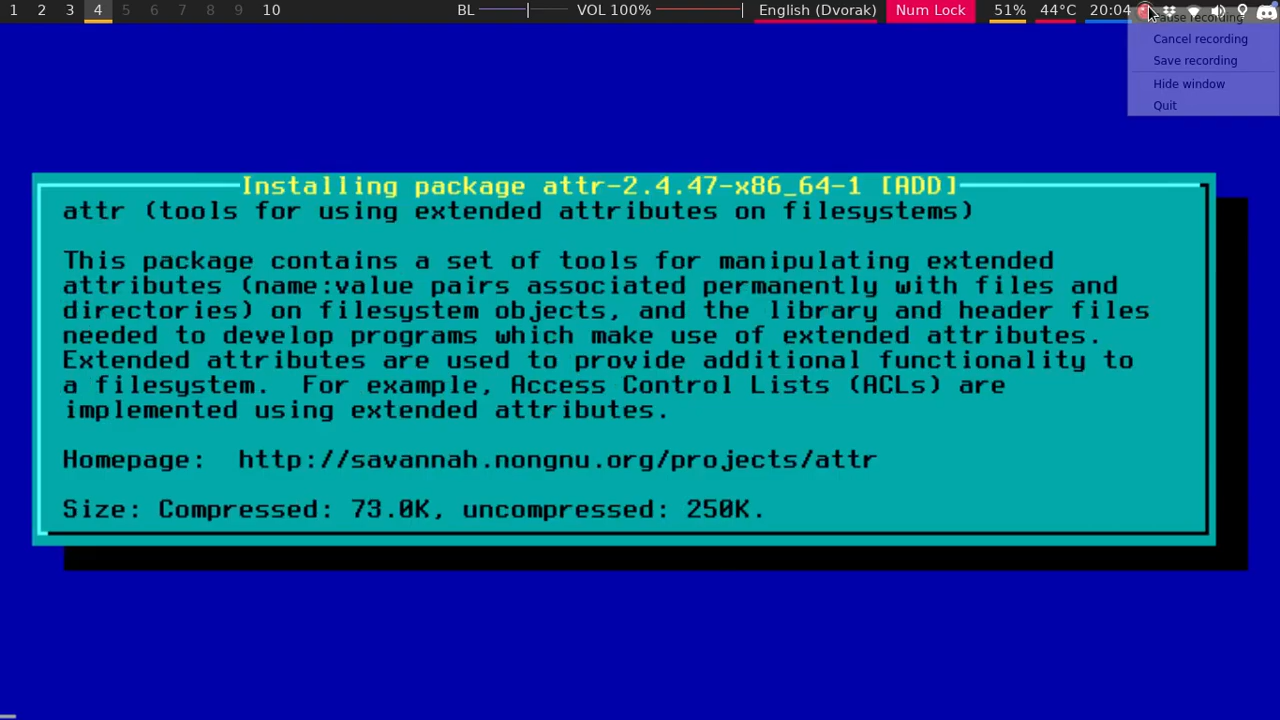 1 2 3 4 5 6 7 8 9 10 BL VOL 100% English (Dvorak) Num Lock 51% 44°C 20:04
Pause recording
Cancel recording
Save recording
Hide window
Quit
Installing package attr-2.4.47-x86_64-1 [ADD]
attr (tools for using extended attributes on filesystems)
This package contains a set of tools for manipulating extended
attributes (name:value pairs associated permanently with files and
directories) on filesystem objects, and the library and header files
needed to develop programs which make use of extended attributes.
Extended attributes are used to provide additional functionality to
a filesystem.  For example, Access Control Lists (ACLs) are
implemented using extended attributes.
Homepage:  http://savannah.nongnu.org/projects/attr
Size: Compressed: 73.0K, uncompressed: 250K.